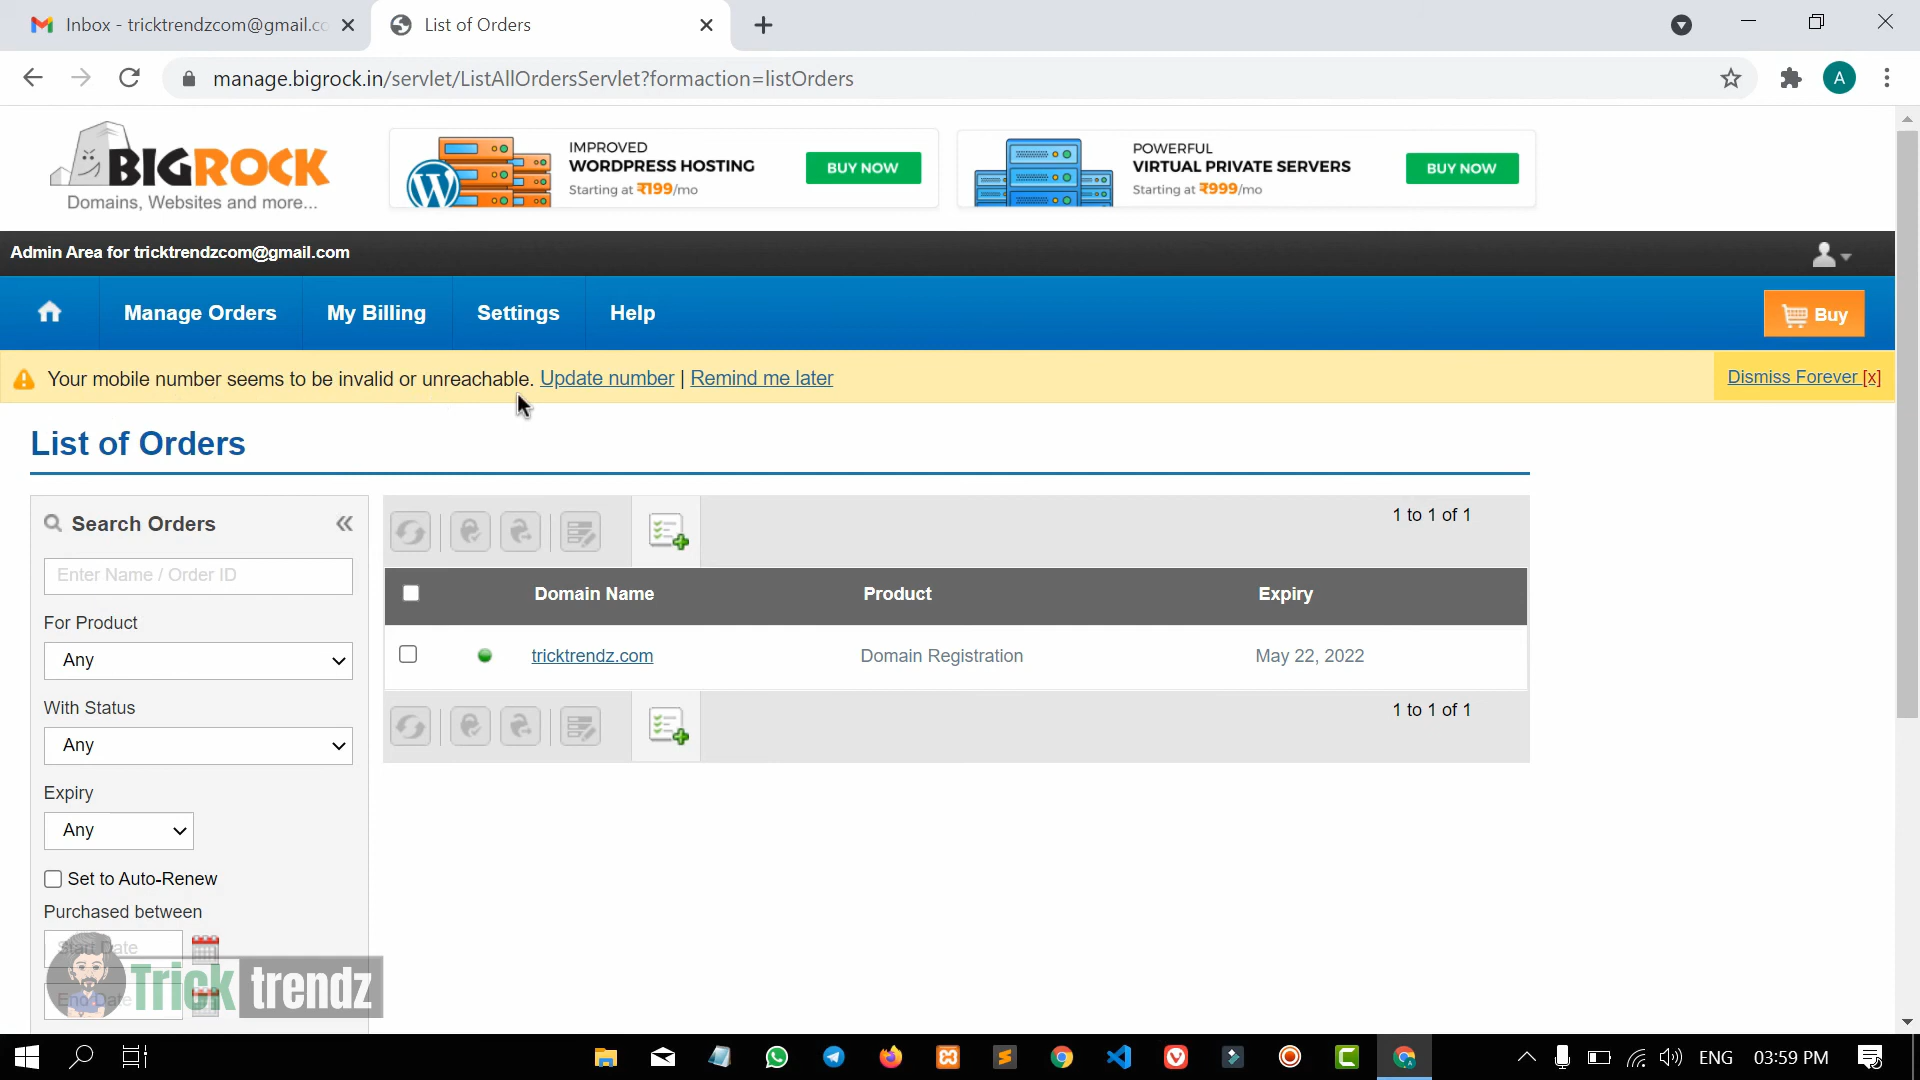 Inbox - tricktrendzcom@gmail.co
List of Orders
manage.bigrock.in/servlet/ListAllOrdersServlet?formaction=listOrders
A
BIGROCK
Domains, Websites and more...
IMPROVED
WORDPRESS HOSTING
Starting at ₹199/mo
BUY NOW
POWERFUL
VIRTUAL PRIVATE SERVERS
Starting at ₹999/mo
BUY NOW
Admin Area for tricktrendzcom@gmail.com
Manage Orders
My Billing
Settings
Help
Buy
Your mobile number seems to be invalid or unreachable. Update number | Remind me later
Dismiss Forever [x]
List of Orders
Search Orders
Enter Name / Order ID
For Product
Any
With Status
Any
Expiry
Any
Set to Auto-Renew
Purchased between
Start Date
End Date
1 to 1 of 1
Domain Name Product Expiry
tricktrendz.com Domain Registration May 22, 2022
1 to 1 of 1
Trick trendz
ENG 03:59 PM